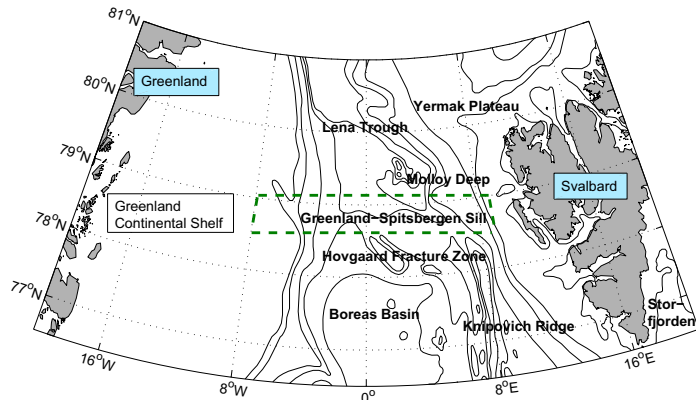 81°N
80°N
79°N
78°N
77°N
Greenland
Yermak Plateau
Lena Trough
Molloy Deep
Svalbard
Greenland
Continental Shelf
Greenland−Spitsbergen Sill
Hovgaard Fracture Zone
Boreas Basin
Knipovich Ridge
Stor−
fjorden
16°W
8°W
0°
8°E
16°E